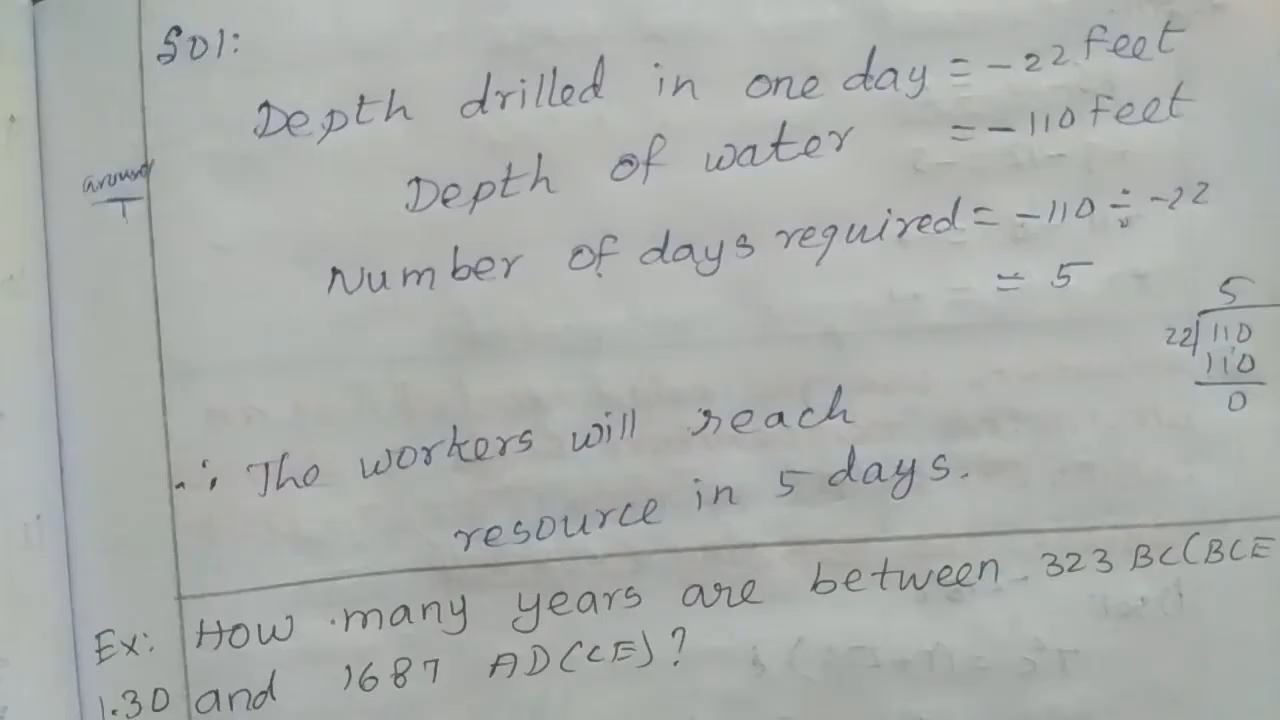 Sol:
Depth drilled in one day = -22 Feet
Depth of water = -110 Feet
around
T
Number of days required = -110 ÷ -22
= 5
5
22 110
110
0
∴ The workers will reach
resource in 5 days.
Ex: How many years are between 323 BC(BCE
1.30 and 1687 AD(CE)?